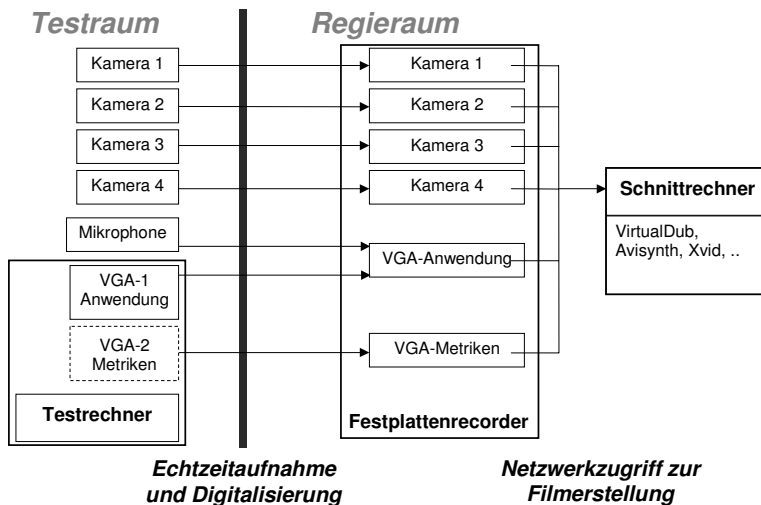 Testraum
Regieraum
Kamera 1
Kamera 2
Kamera 3
Kamera 4
Mikrophone
VGA-1
Anwendung
VGA-2
Metriken
Testrechner
Kamera 1
Kamera 2
Kamera 3
Kamera 4
VGA-Anwendung
VGA-Metriken
Festplattenrecorder
Schnittrechner
VirtualDub,
Avisynth, Xvid, ..
Echtzeitaufnahme
und Digitalisierung
Netzwerkzugriff zur
Filmerstellung